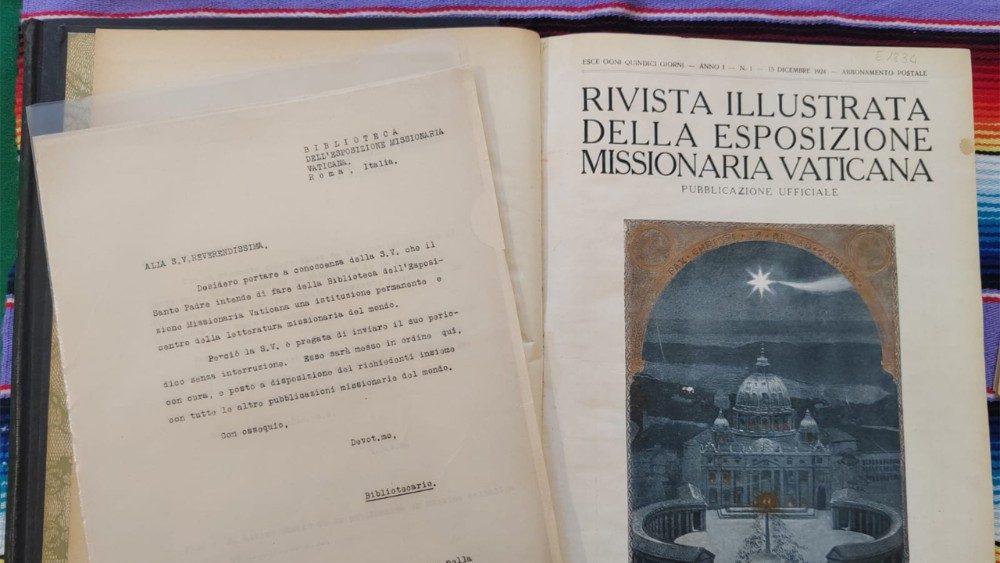 BIBLIOTECA
DELL'ESPOSIZIONE MISSIONARIA
VATICANA.
Roma, Italia.
ALLA S.V.REVERENDISSIMA,
Desidero portare a conoscenza della S.V. che il
Santo Padre intende di fare della Biblioteca dell'Esposi-
zione Missionaria Vaticana una istituzione permanente e
centro della letteratura missionaria del mondo.
Perciò la S.V. è pregata di inviare il suo perio-
dico senza interruzione. Esso sarà messo in ordine qui,
con cura, e posto a disposizione dei richiedenti insieme
con tutte le altre pubblicazioni missionarie del mondo.
Con ossequio,
Devot.mo,
Bibliotecario.
Della
E 1834
ESCE OGNI QUINDICI GIORNI — ANNO I — N. 1 — 15 DICEMBRE 1924 — ABBONAMENTO POSTALE
RIVISTA ILLUSTRATA
DELLA ESPOSIZIONE
MISSIONARIA VATICANA
PUBBLICAZIONE UFFICIALE
PAX CHRISTI